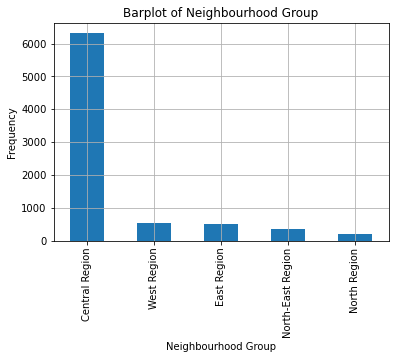 Barplot of Neighbourhood Group
6000
5000
4000
3000
2000
1000
0
Frequency
Central Region
West Region
East Region
North-East Region
North Region
Neighbourhood Group